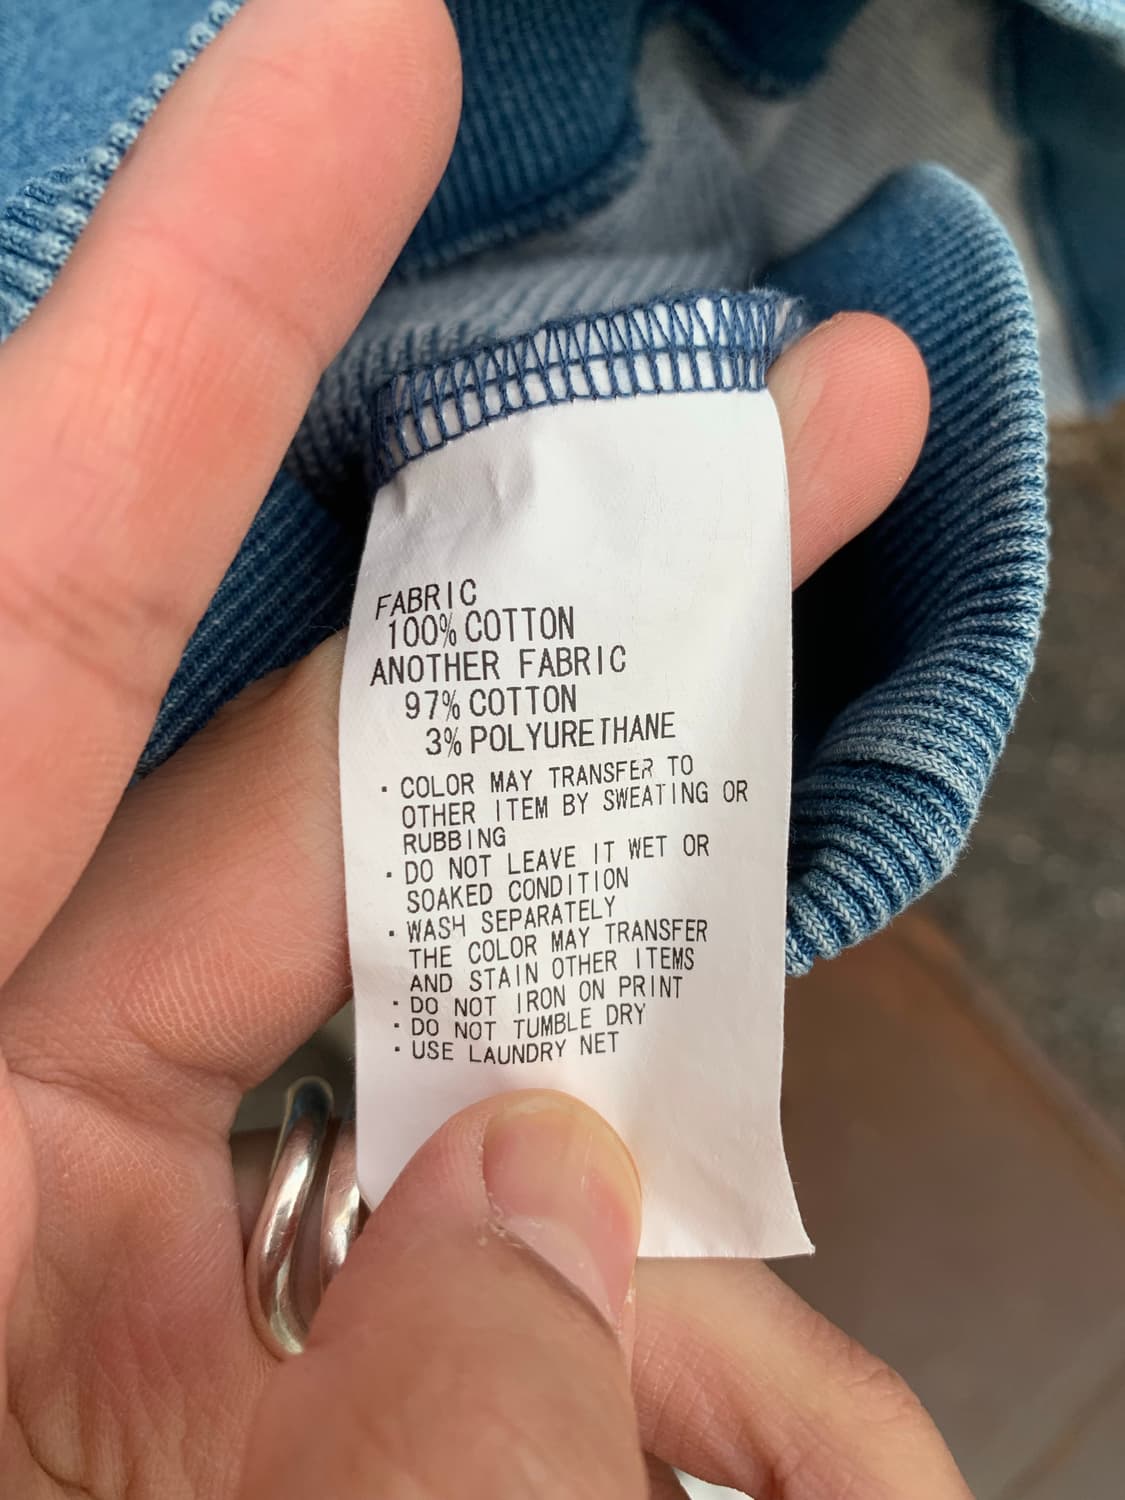 FABRIC
100% COTTON
ANOTHER FABRIC
97% COTTON
3% POLYURETHANE
· COLOR MAY TRANSFER TO
OTHER ITEM BY SWEATING OR
RUBBING
· DO NOT LEAVE IT WET OR
SOAKED CONDITION
· WASH SEPARATELY
THE COLOR MAY TRANSFER
AND STAIN OTHER ITEMS
· DO NOT IRON ON PRINT
· DO NOT TUMBLE DRY
· USE LAUNDRY NET